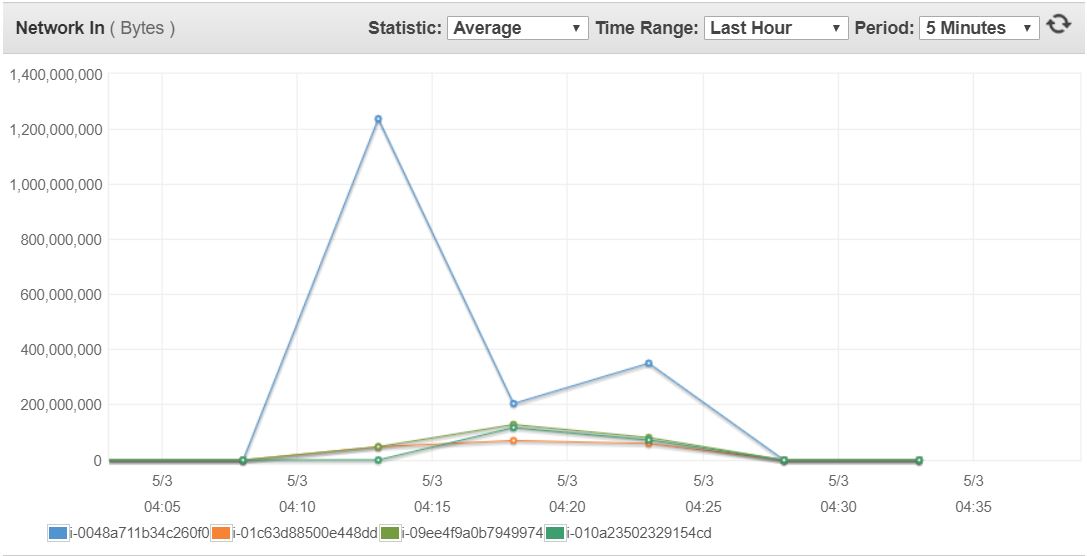 Network In ( Bytes ) Statistic: Average Time Range: Last Hour Period: 5 Minutes
1,400,000,000
1,200,000,000
1,000,000,000
800,000,000
600,000,000
400,000,000
200,000,000
0
5/3 5/3 5/3 5/3 5/3 5/3 5/3
04:05 04:10 04:15 04:20 04:25 04:30 04:35
i-0048a711b34c260f0 i-01c63d88500e448dd i-09ee4f9a0b7949974 i-010a23502329154cd